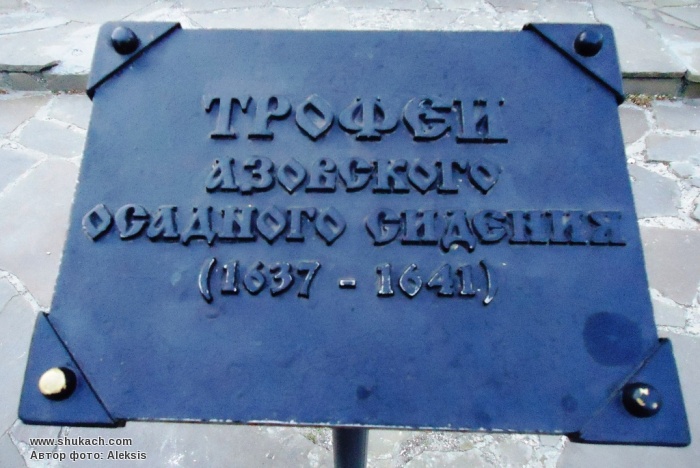 ТРОФЕИ
АЗОВСКОГО
ОСАДНОГО СИДЕНИЯ
(1637 - 1641)
www.shukach.com
Автор фото: Aleksis